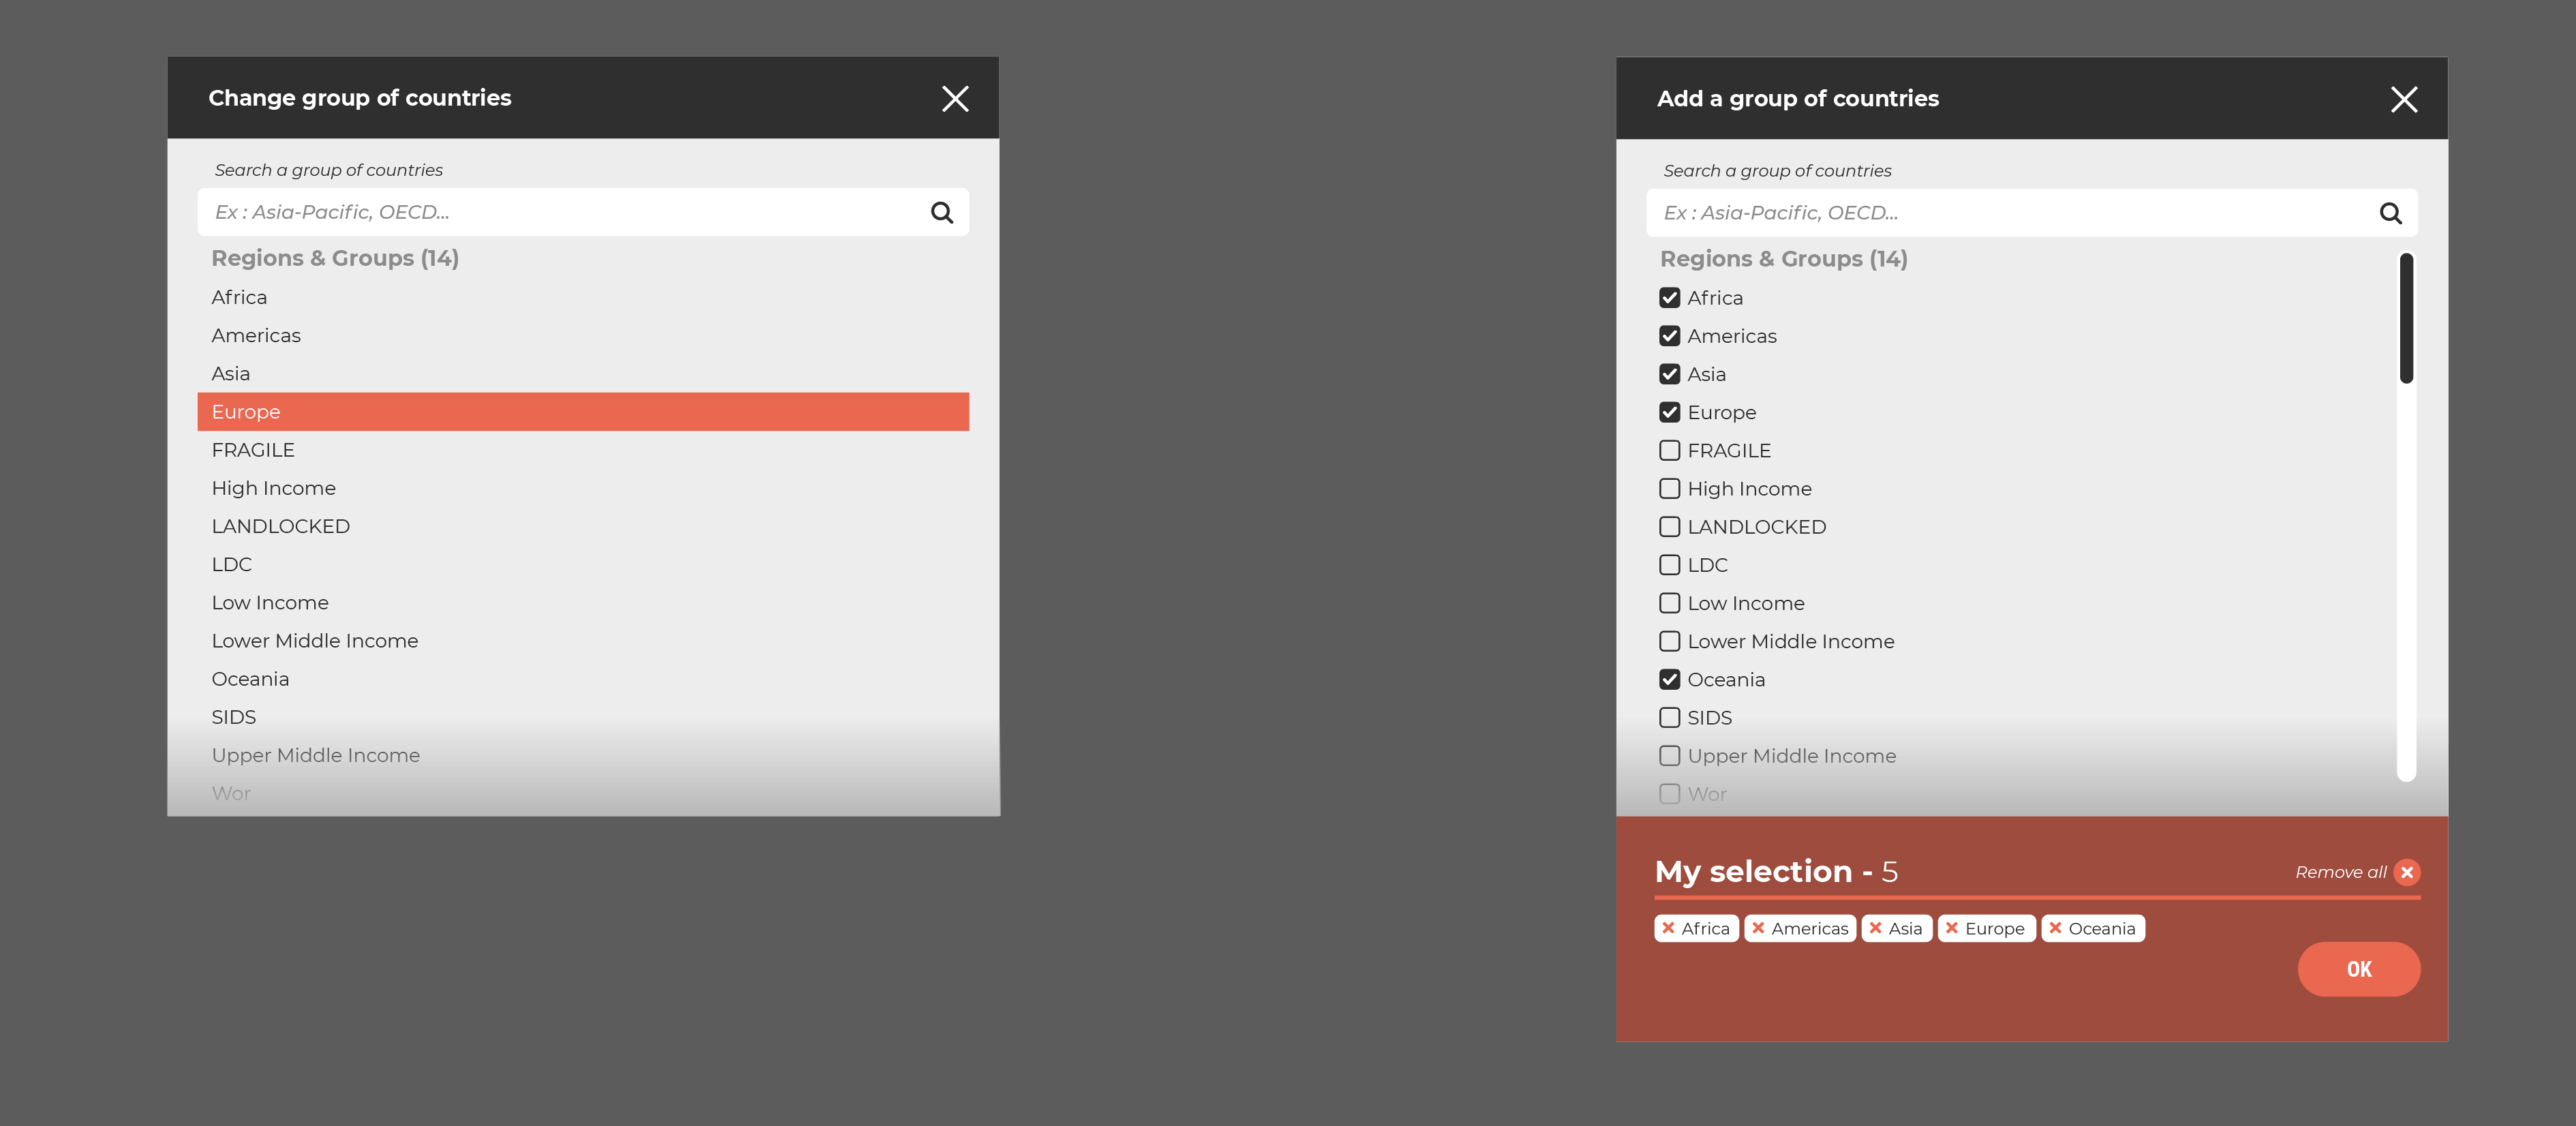 Change group of countries
Search a group of countries
Ex : Asia-Pacific, OECD...
Regions & Groups (14)
Africa
Americas
Asia
Europe
FRAGILE
High Income
LANDLOCKED
LDC
Low Income
Lower Middle Income
Oceania
SIDS
Upper Middle Income
Wor
Add a group of countries
Search a group of countries
Ex : Asia-Pacific, OECD...
Regions & Groups (14)
Africa
Americas
Asia
Europe
FRAGILE
High Income
LANDLOCKED
LDC
Low Income
Lower Middle Income
Oceania
SIDS
Upper Middle Income
Wor
My selection - 5 Remove all
Africa Americas Asia Europe Oceania
OK